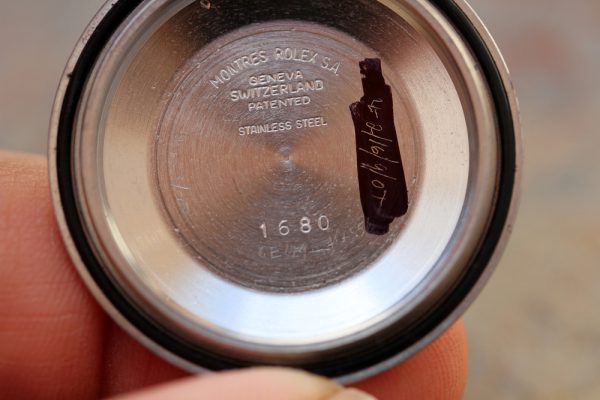 MONTRES ROLEX S.A.
GENEVA
SWITZERLAND
PATENTED
STAINLESS STEEL
1680